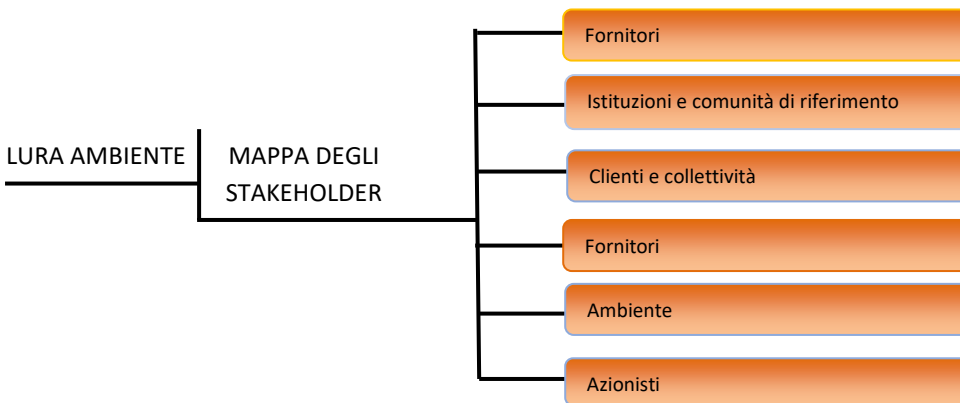 LURA AMBIENTE
MAPPA DEGLI
STAKEHOLDER
Fornitori
Istituzioni e comunità di riferimento
Clienti e collettività
Fornitori
Ambiente
Azionisti